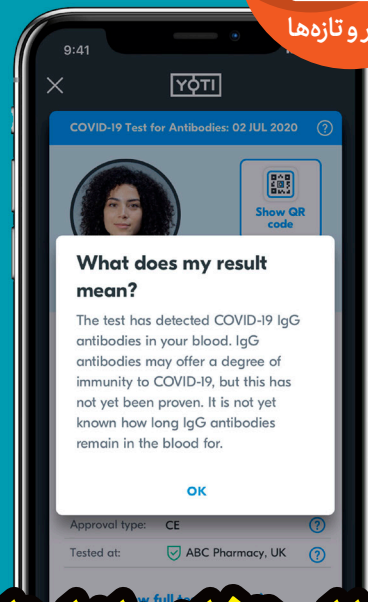 ر و تازه‌ها
9:41
YOTI
COVID-19 Test for Antibodies: 02 JUL 2020 ?
Show QR
code
What does my result
mean?
The test has detected COVID-19 IgG
antibodies in your blood. IgG
antibodies may offer a degree of
immunity to COVID-19, but this has
not yet been proven. It is not yet
known how long IgG antibodies
remain in the blood for.
OK
Approval type: CE ?
Tested at: ABC Pharmacy, UK ?